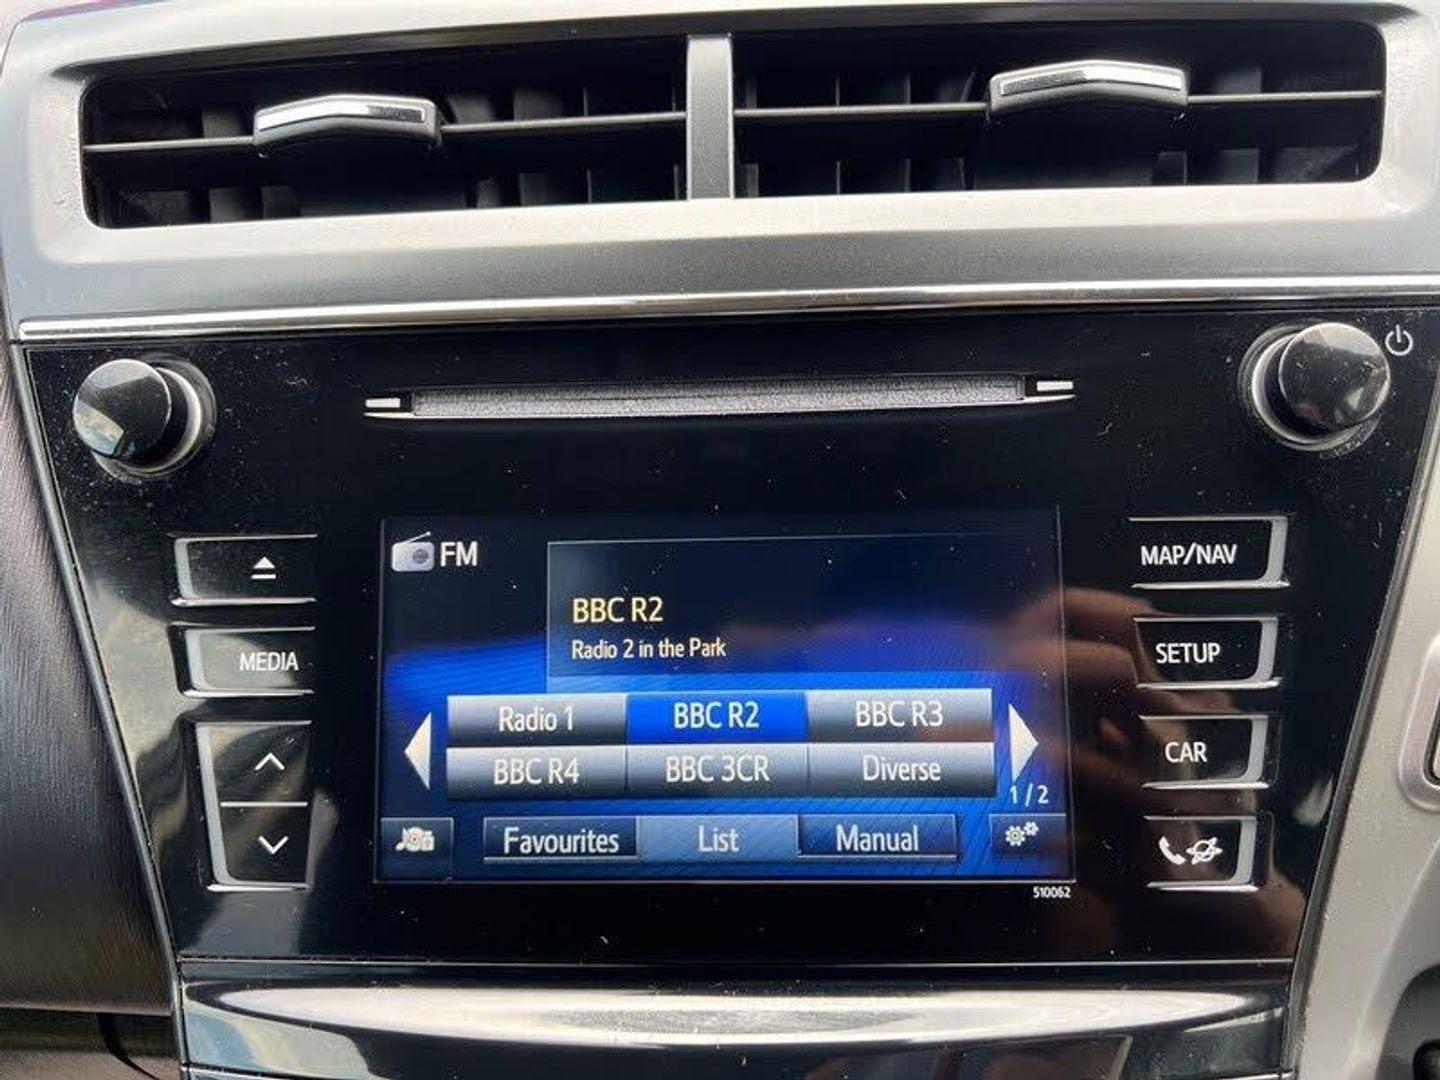 FM
BBC R2
Radio 2 in the Park
Radio 1 BBC R2 BBC R3
BBC R4 BBC 3CR Diverse
1 / 2
Favourites List Manual
510062
MEDIA
MAP/NAV
SETUP
CAR